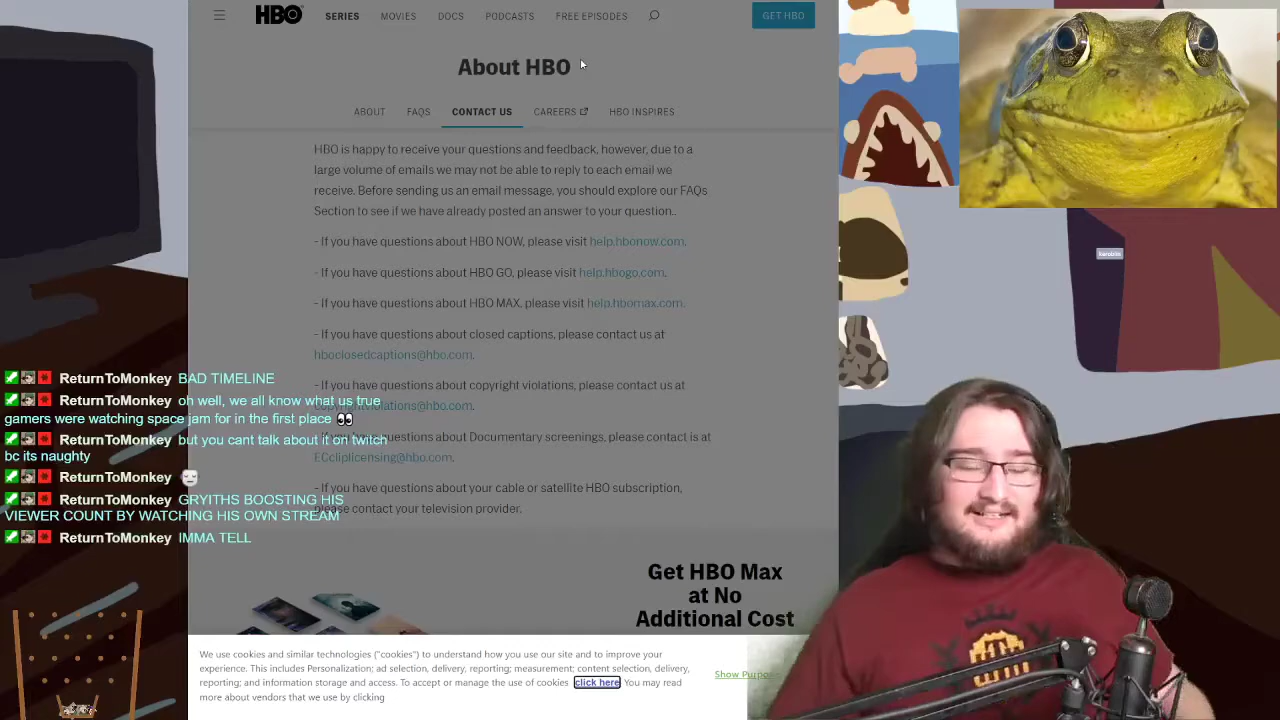 HBO
SERIES
MOVIES
DOCS
PODCASTS
FREE EPISODES
GET HBO
About HBO
ABOUT
FAQS
CONTACT US
CAREERS
HBO INSPIRES
HBO is happy to receive your questions and feedback, however, due to a
large volume of emails we may not be able to reply to each email we
receive. Before sending us an email message, you should explore our FAQs
Section to see if we have already posted an answer to your question..
- If you have questions about HBO NOW, please visit help.hbonow.com.
- If you have questions about HBO GO, please visit help.hbogo.com.
- If you have questions about HBO MAX, please visit help.hbomax.com.
- If you have questions about closed captions, please contact us at
hboclosedcaptions@hbo.com.
- If you have questions about copyright violations, please contact us at
copyrightviolations@hbo.com.
- If you have questions about Documentary screenings, please contact is at
ECcliplicensing@hbo.com.
- If you have questions about your cable or satellite HBO subscription,
please contact your television provider.
Get HBO Max
at No
Additional Cost
We use cookies and similar technologies ("cookies") to understand how you use our site and to improve your
experience. This includes Personalization; ad selection, delivery, reporting; measurement; content selection, delivery,
reporting; and information storage and access. To accept or manage the use of cookies click here. You may read
more about vendors that we use by clicking
Show
ReturnToMonkey BAD TIMELINE
ReturnToMonkey oh well, we all know what us true
gamers were watching space jam for in the first place
ReturnToMonkey but you cant talk about it on twitch
bc its naughty
ReturnToMonkey
ReturnToMonkey GRYITHS BOOSTING HIS
VIEWER COUNT BY WATCHING HIS OWN STREAM
ReturnToMonkey IMMA TELL